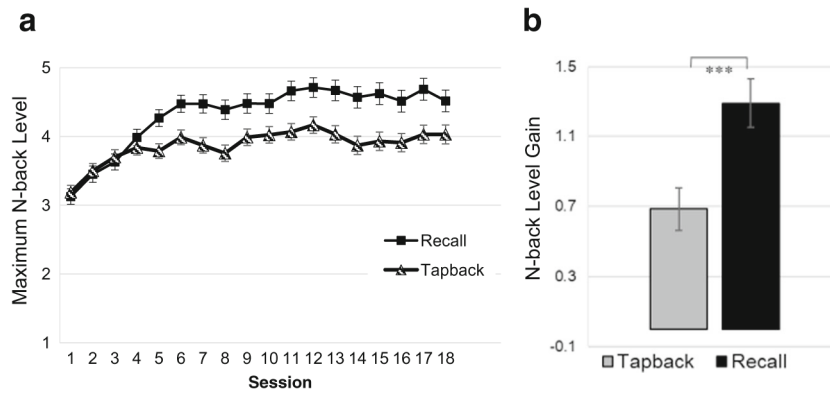 a
5
4
3
2
1
Maximum N-back Level
Recall
Tapback
1 2 3 4 5 6 7 8 9 10 11 12 13 14 15 16 17 18
Session
b
1.5
1.1
0.7
0.3
-0.1
N-back Level Gain
***
Tapback Recall